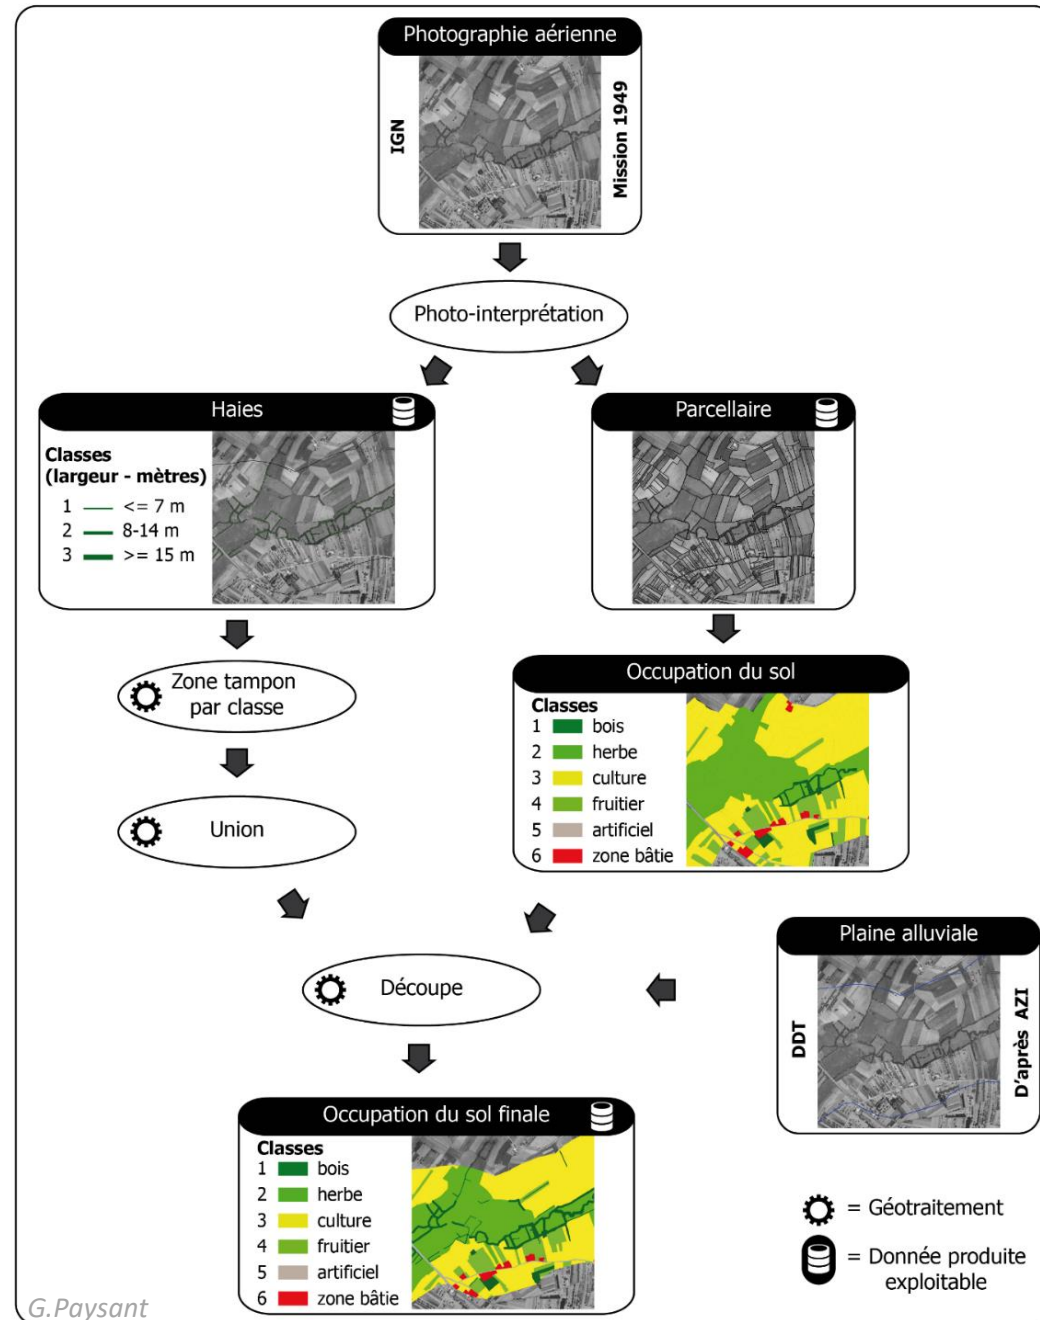 Photographie aérienne
IGN
Mission 1949
Photo-interprétation
Haies
Classes
(largeur - mètres)
1 <= 7 m
2 8-14 m
3 >= 15 m
Parcellaire
Zone tampon
par classe
Union
Occupation du sol
Classes
1 bois
2 herbe
3 culture
4 fruitier
5 artificiel
6 zone bâtie
Découpe
Plaine alluviale
DDT
D'après AZI
Occupation du sol finale
Classes
1 bois
2 herbe
3 culture
4 fruitier
5 artificiel
6 zone bâtie
= Géotraitement
= Donnée produite
exploitable
G.Paysant